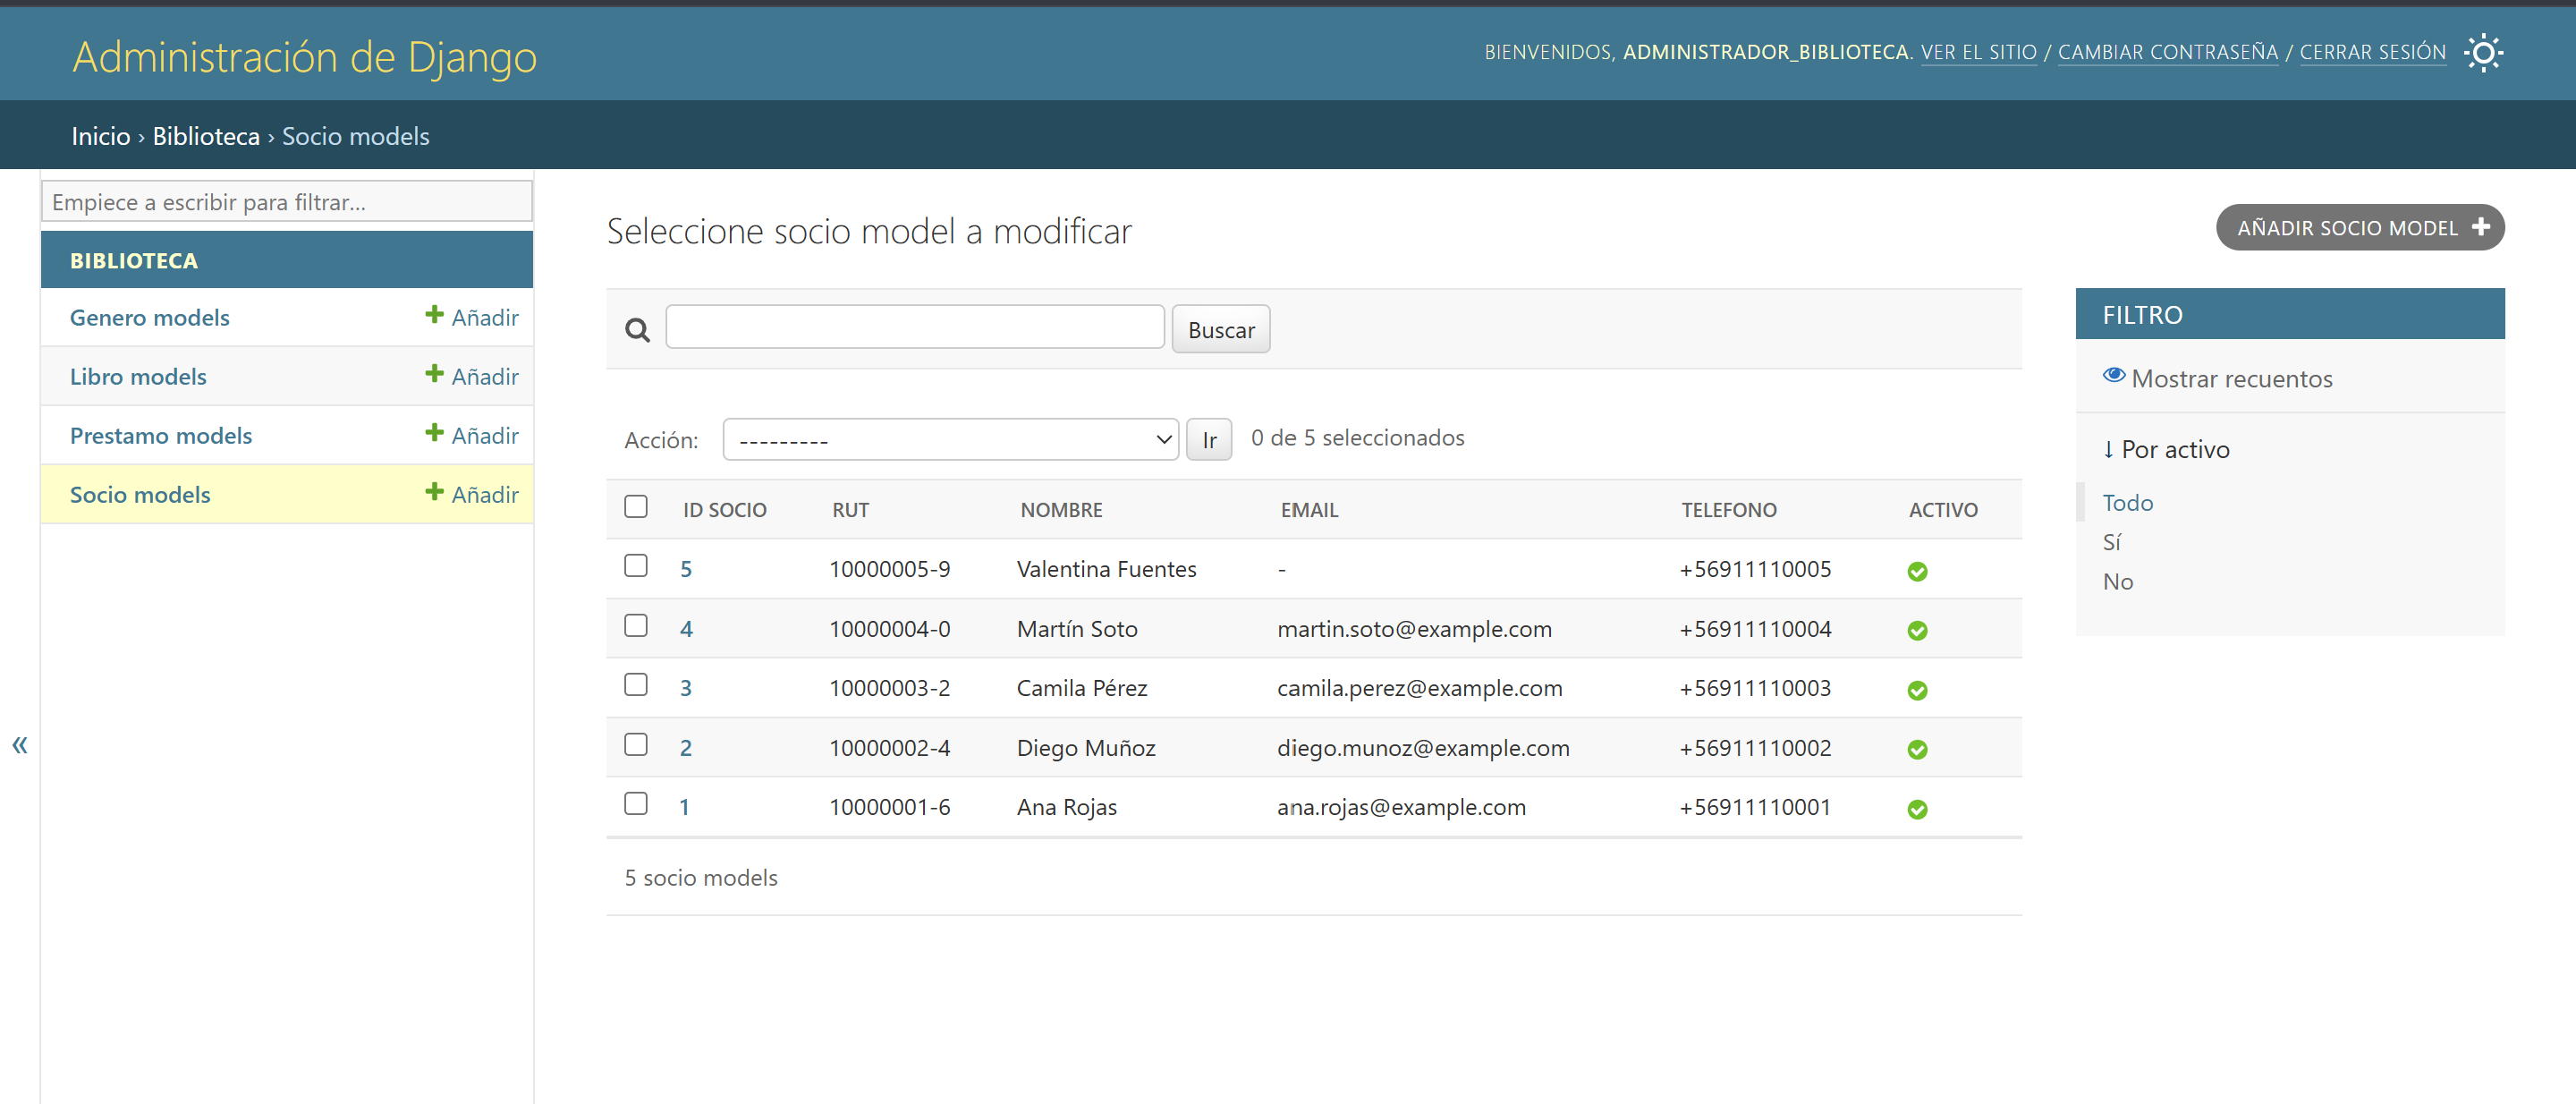 Administración de Django
BIENVENIDOS, ADMINISTRADOR_BIBLIOTECA. VER EL SITIO / CAMBIAR CONTRASEÑA / CERRAR SESIÓN
Inicio › Biblioteca › Socio models
Empiece a escribir para filtrar...
BIBLIOTECA
Genero models + Añadir
Libro models + Añadir
Prestamo models + Añadir
Socio models + Añadir
«
Seleccione socio model a modificar
AÑADIR SOCIO MODEL +
Buscar
Acción: --------- Ir 0 de 5 seleccionados
ID SOCIO RUT NOMBRE EMAIL TELEFONO ACTIVO
5 10000005-9 Valentina Fuentes - +56911110005
4 10000004-0 Martín Soto martin.soto@example.com +56911110004
3 10000003-2 Camila Pérez camila.perez@example.com +56911110003
2 10000002-4 Diego Muñoz diego.munoz@example.com +56911110002
1 10000001-6 Ana Rojas ana.rojas@example.com +56911110001
5 socio models
FILTRO
Mostrar recuentos
↓ Por activo
Todo
Sí
No